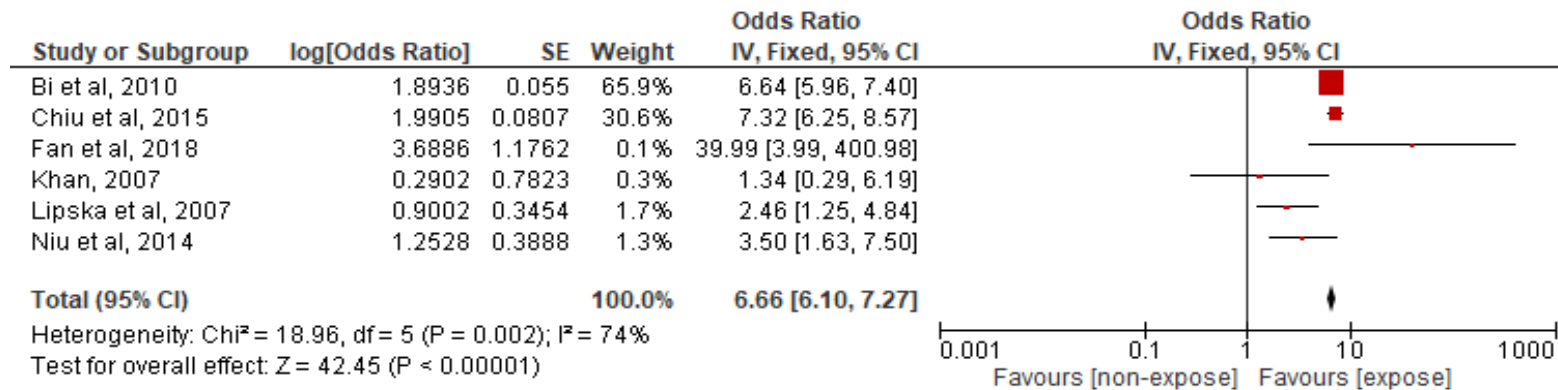 Odds Ratio Odds Ratio
Study or Subgroup log[Odds Ratio] SE Weight IV, Fixed, 95% CI IV, Fixed, 95% CI
Bi et al, 2010 1.8936 0.055 65.9% 6.64 [5.96, 7.40]
Chiu et al, 2015 1.9905 0.0807 30.6% 7.32 [6.25, 8.57]
Fan et al, 2018 3.6886 1.1762 0.1% 39.99 [3.99, 400.98]
Khan, 2007 0.2902 0.7823 0.3% 1.34 [0.29, 6.19]
Lipska et al, 2007 0.9002 0.3454 1.7% 2.46 [1.25, 4.84]
Niu et al, 2014 1.2528 0.3888 1.3% 3.50 [1.63, 7.50]
Total (95% CI) 100.0% 6.66 [6.10, 7.27]
Heterogeneity: Chi² = 18.96, df = 5 (P = 0.002); I² = 74%
Test for overall effect: Z = 42.45 (P < 0.00001)
0.001 0.1 1 10 1000
Favours [non-expose] Favours [expose]